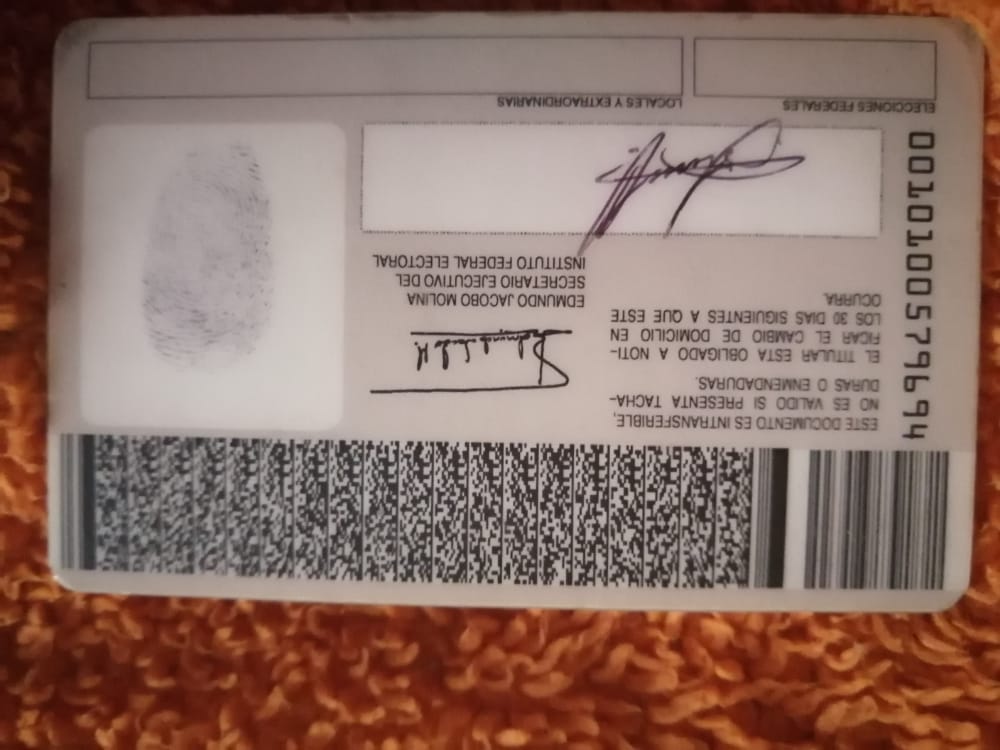 ESTE DOCUMENTO ES INTRANSFERIBLE,
NO ES VALIDO SI PRESENTA TACHA-
DURAS O ENMENDADURAS.
EL TITULAR ESTA OBLIGADO A NOTI-
FICAR EL CAMBIO DE DOMICILIO EN
LOS 30 DIAS SIGUIENTES A QUE ESTE
OCURRA.
EDMUNDO JACOBO MOLINA
SECRETARIO EJECUTIVO DEL
INSTITUTO FEDERAL ELECTORAL
0010100579694
ELECCIONES FEDERALES
LOCALES Y EXTRAORDINARIAS